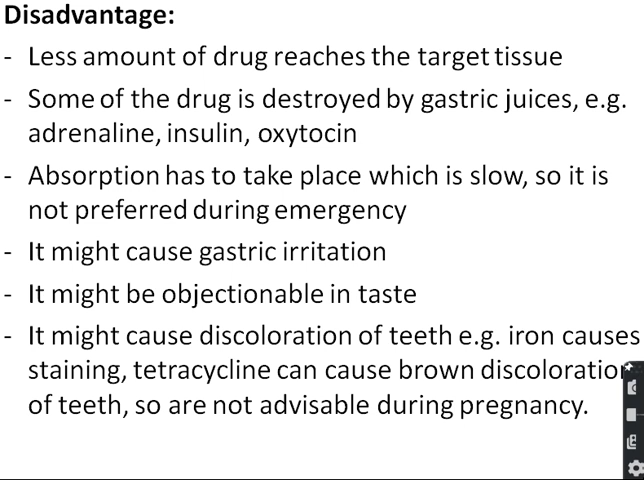 Disadvantage:
- Less amount of drug reaches the target tissue
- Some of the drug is destroyed by gastric juices, e.g.
adrenaline, insulin, oxytocin
- Absorption has to take place which is slow, so it is
not preferred during emergency
- It might cause gastric irritation
- It might be objectionable in taste
- It might cause discoloration of teeth e.g. iron causes
staining, tetracycline can cause brown discoloration
of teeth, so are not advisable during pregnancy.